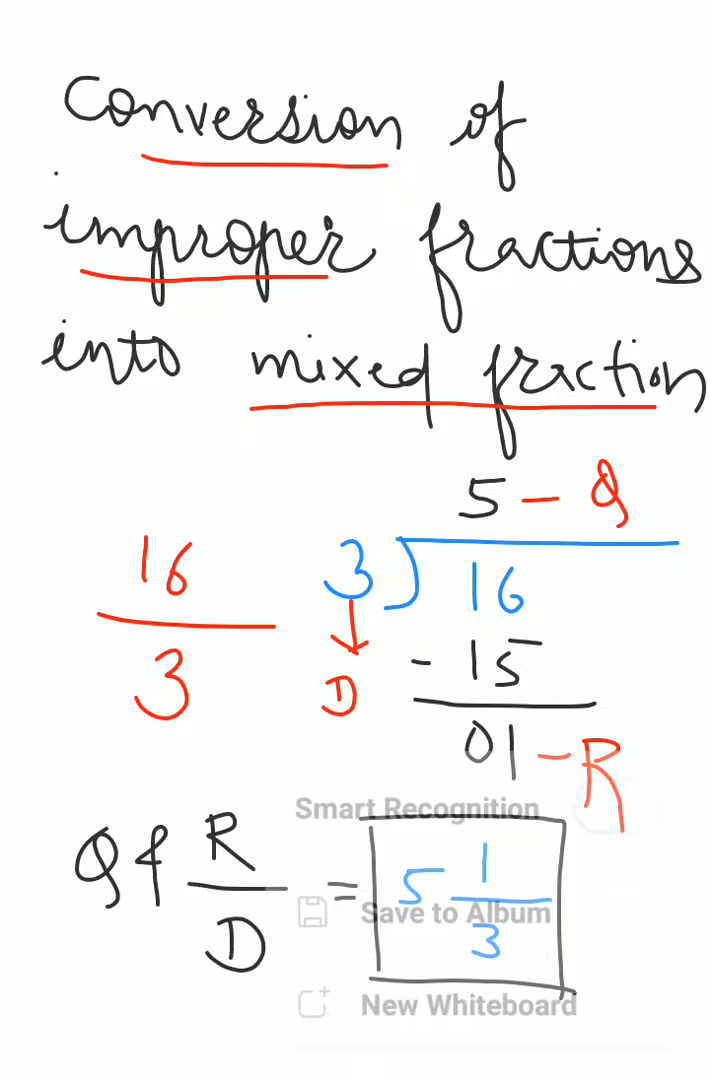 Conversion of
improper fractions
into mixed fraction
5 - Q
16
3
3 ) 16
D
- 15
01 - R
Smart Recognition
Q & R/D = 5 1/3
Save to Album
New Whiteboard